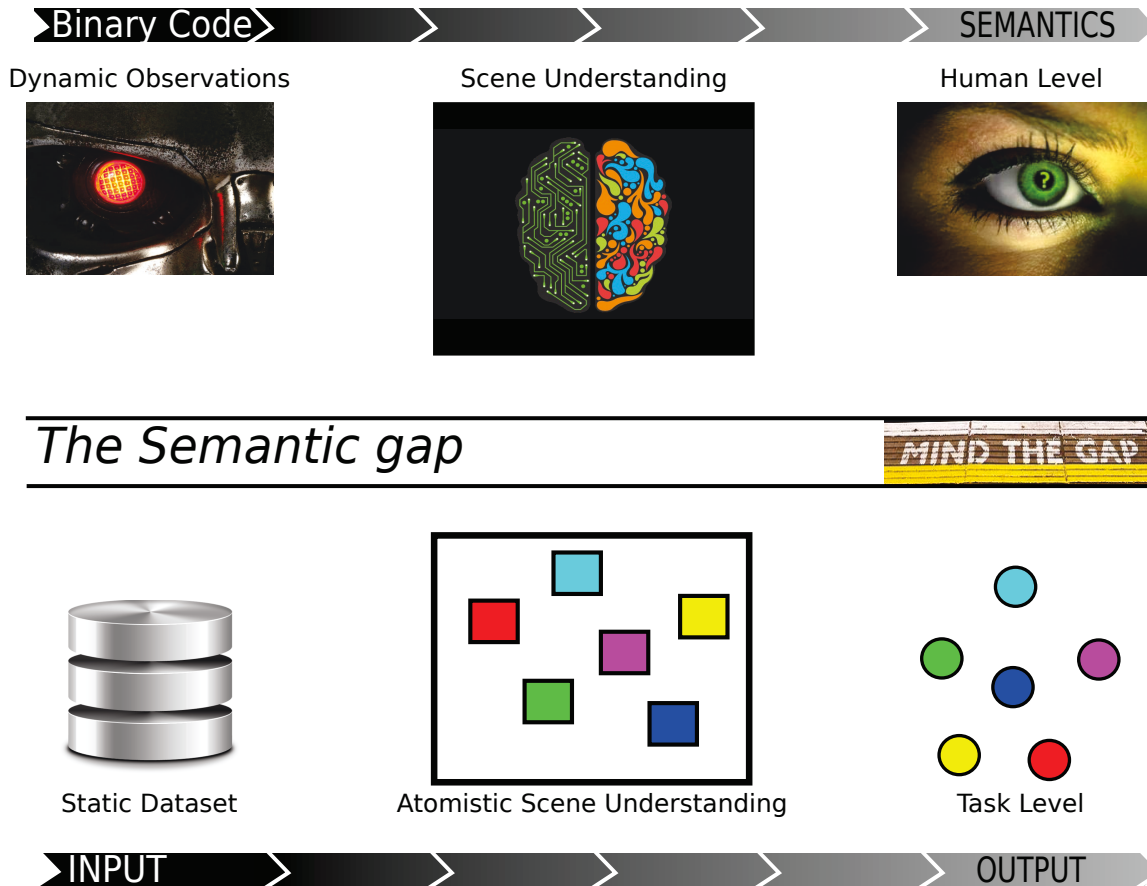 Binary Code
SEMANTICS
Dynamic Observations
Scene Understanding
Human Level
?
The Semantic gap
MIND THE GAP
Static Dataset
Atomistic Scene Understanding
Task Level
INPUT
OUTPUT